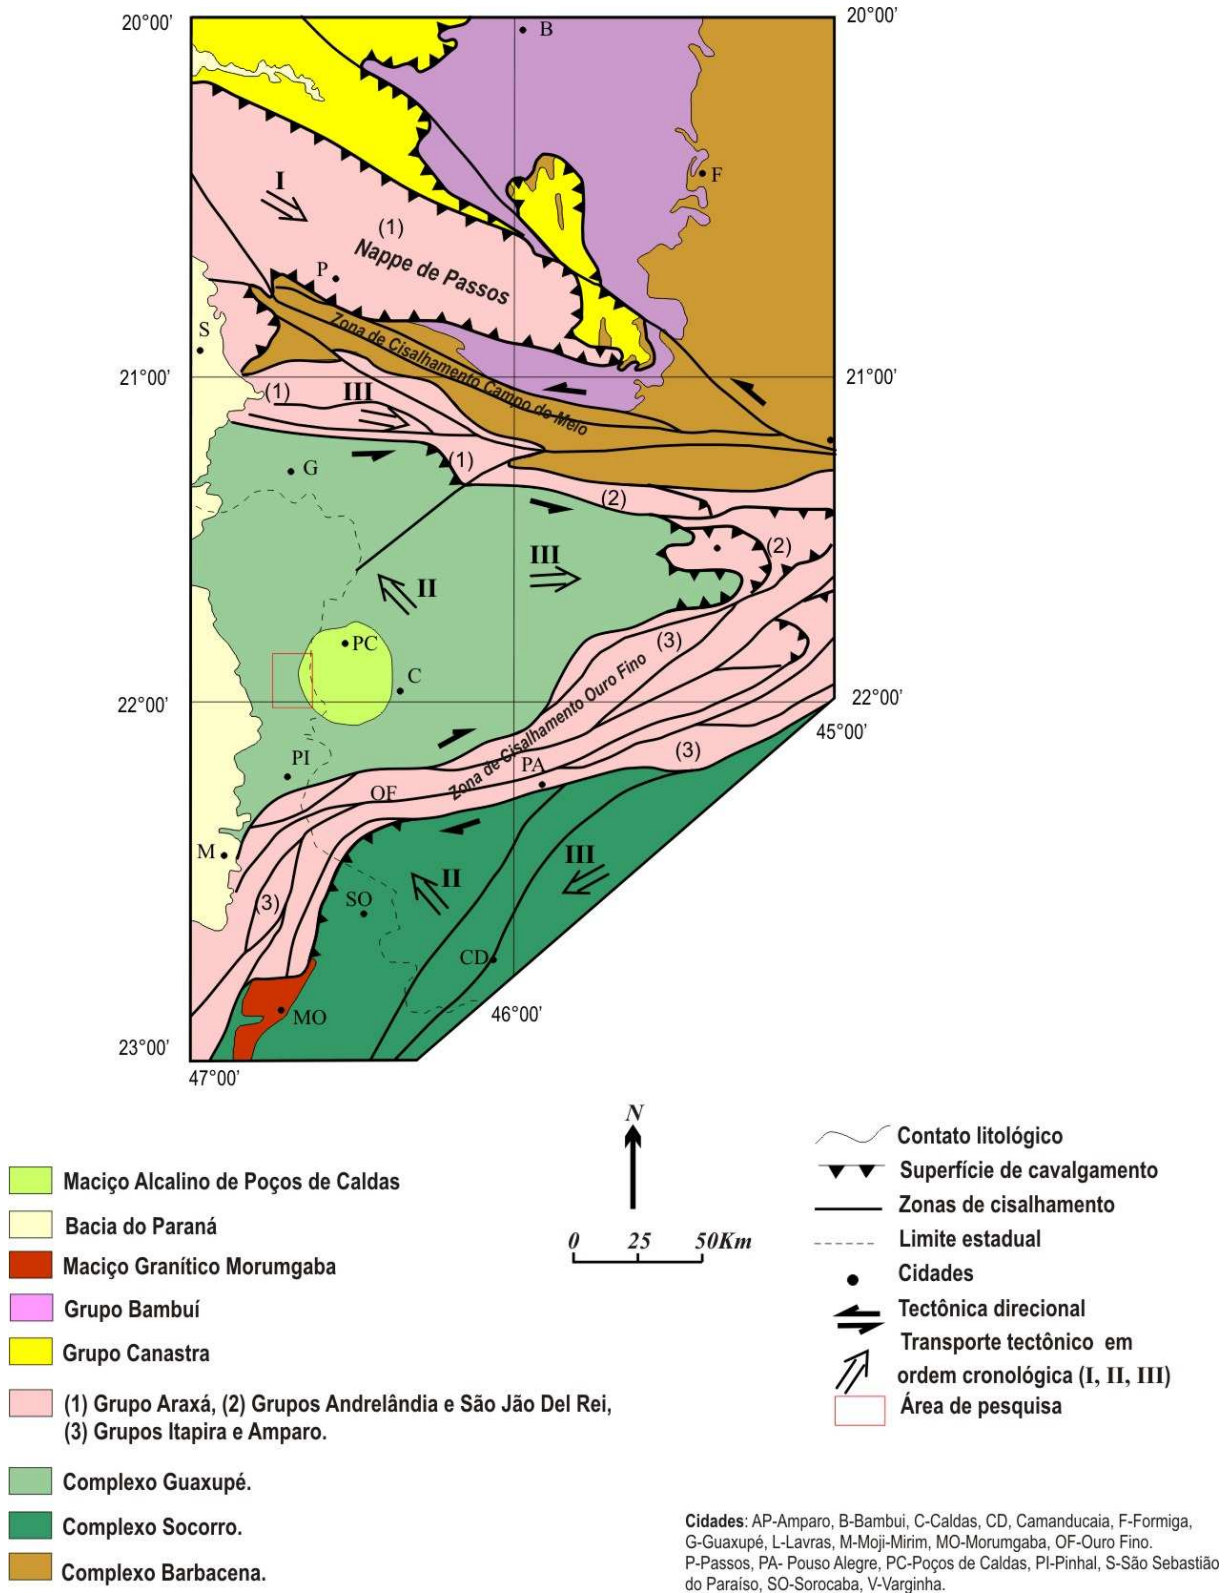 20°00'
20°00'
B
F
I
(1)
Nappe de Passos
P
S
Zona de Cisalhamento Campo do Meio
21°00'
21°00'
(1)
III
(1)
G
(2)
(2)
III
II
PC
(3)
C
Zona de Cisalhamento Ouro Fino
22°00'
22°00'
45°00'
(3)
PI
PA
OF
M
III
II
SO
(3)
CD
46°00'
MO
23°00'
47°00'
N
0 25 50Km
Maciço Alcalino de Poços de Caldas
Bacia do Paraná
Maciço Granítico Morumgaba
Grupo Bambuí
Grupo Canastra
(1) Grupo Araxá, (2) Grupos Andrelândia e São Jão Del Rei,
(3) Grupos Itapira e Amparo.
Complexo Guaxupé.
Complexo Socorro.
Complexo Barbacena.
Contato litológico
Superfície de cavalgamento
Zonas de cisalhamento
Limite estadual
Cidades
Tectônica direcional
Transporte tectônico em
ordem cronológica (I, II, III)
Área de pesquisa
Cidades: AP-Amparo, B-Bambui, C-Caldas, CD, Camanducaia, F-Formiga,
G-Guaxupé, L-Lavras, M-Moji-Mirim, MO-Morumgaba, OF-Ouro Fino.
P-Passos, PA- Pouso Alegre, PC-Poços de Caldas, PI-Pinhal, S-São Sebastião
do Paraíso, SO-Sorocaba, V-Varginha.